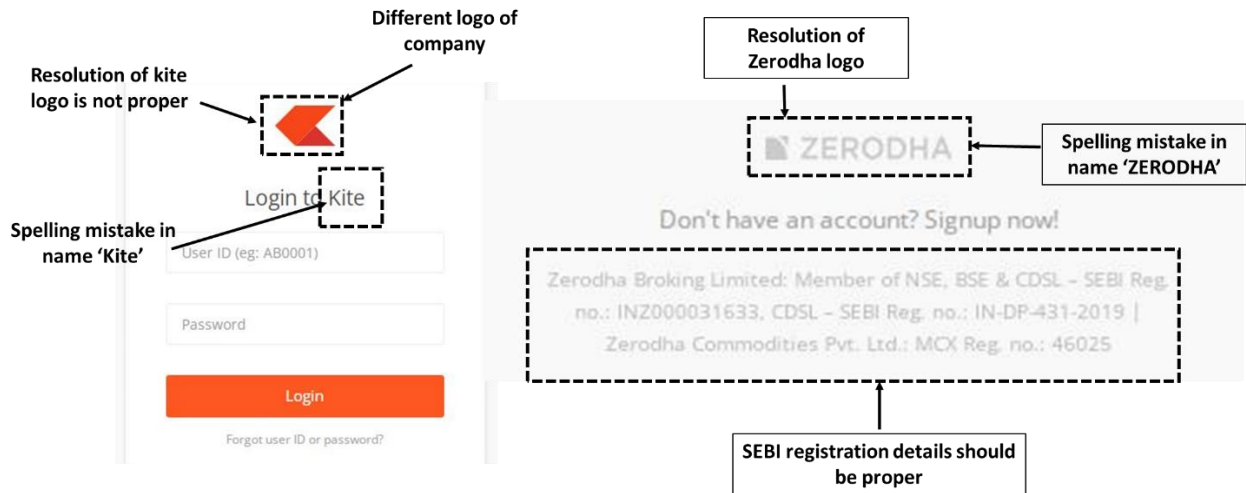 Different logo of
company
Resolution of kite
logo is not proper
Login to Kite
Spelling mistake in
name ‘Kite’
User ID (eg: AB0001)
Password
Login
Forgot user ID or password?
Resolution of
Zerodha logo
ZERODHA
Spelling mistake in
name ‘ZERODHA’
Don't have an account? Signup now!
Zerodha Broking Limited: Member of NSE, BSE & CDSL – SEBI Reg.
no.: INZ000031633, CDSL – SEBI Reg. no.: IN-DP-431-2019 |
Zerodha Commodities Pvt. Ltd.: MCX Reg. no.: 46025
SEBI registration details should
be proper